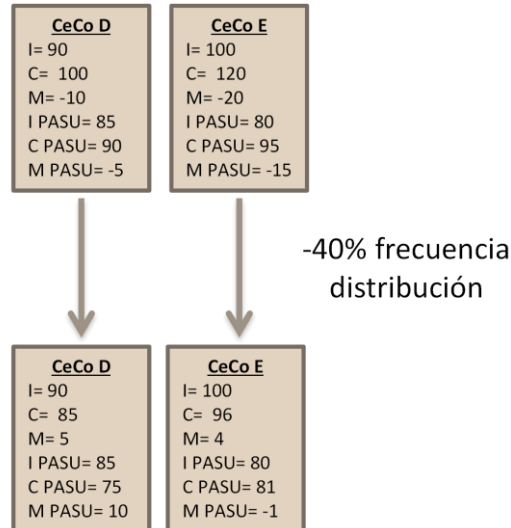 CeCo D
I= 90
C= 100
M= -10
I PASU= 85
C PASU= 90
M PASU= -5
CeCo E
I= 100
C= 120
M= -20
I PASU= 80
C PASU= 95
M PASU= -15
-40% frecuencia
distribución
CeCo D
I= 90
C= 85
M= 5
I PASU= 85
C PASU= 75
M PASU= 10
CeCo E
I= 100
C= 96
M= 4
I PASU= 80
C PASU= 81
M PASU= -1